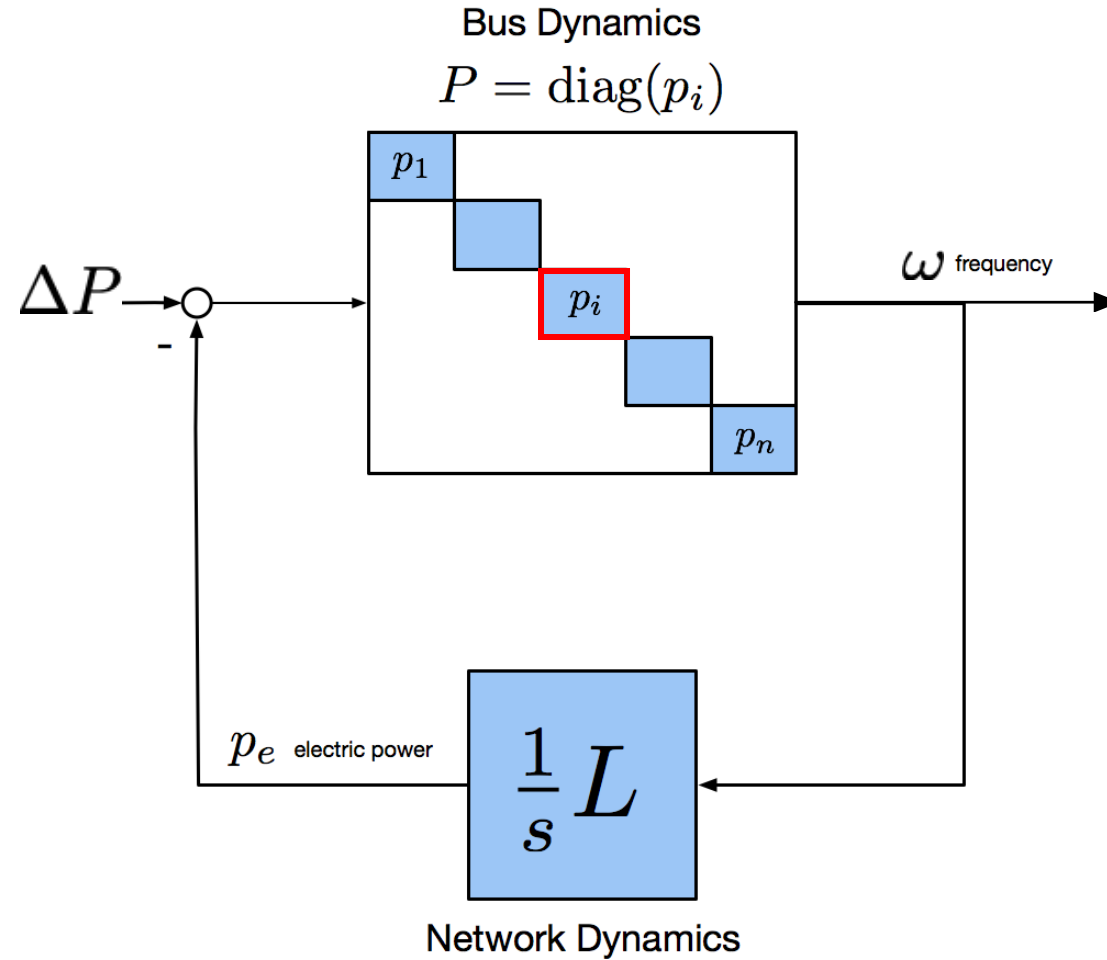 Bus Dynamics
P = diag(p_i)
p_1
ΔP
-
p_i
ω frequency
p_n
p_e electric power
1/s L
Network Dynamics